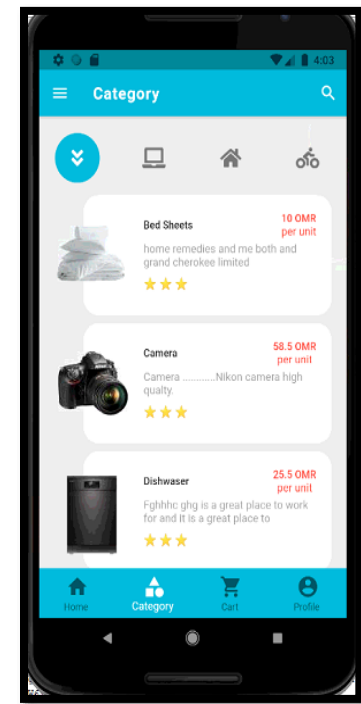 4:03
Category
Bed Sheets
10 OMR
per unit
home remedies and me both and
grand cherokee limited
Camera
58.5 OMR
per unit
Camera ............Nikon camera high
qualty.
Dishwaser
25.5 OMR
per unit
Fghhhc ghg is a great place to work
for and it is a great place to
Home
Category
Cart
Profile